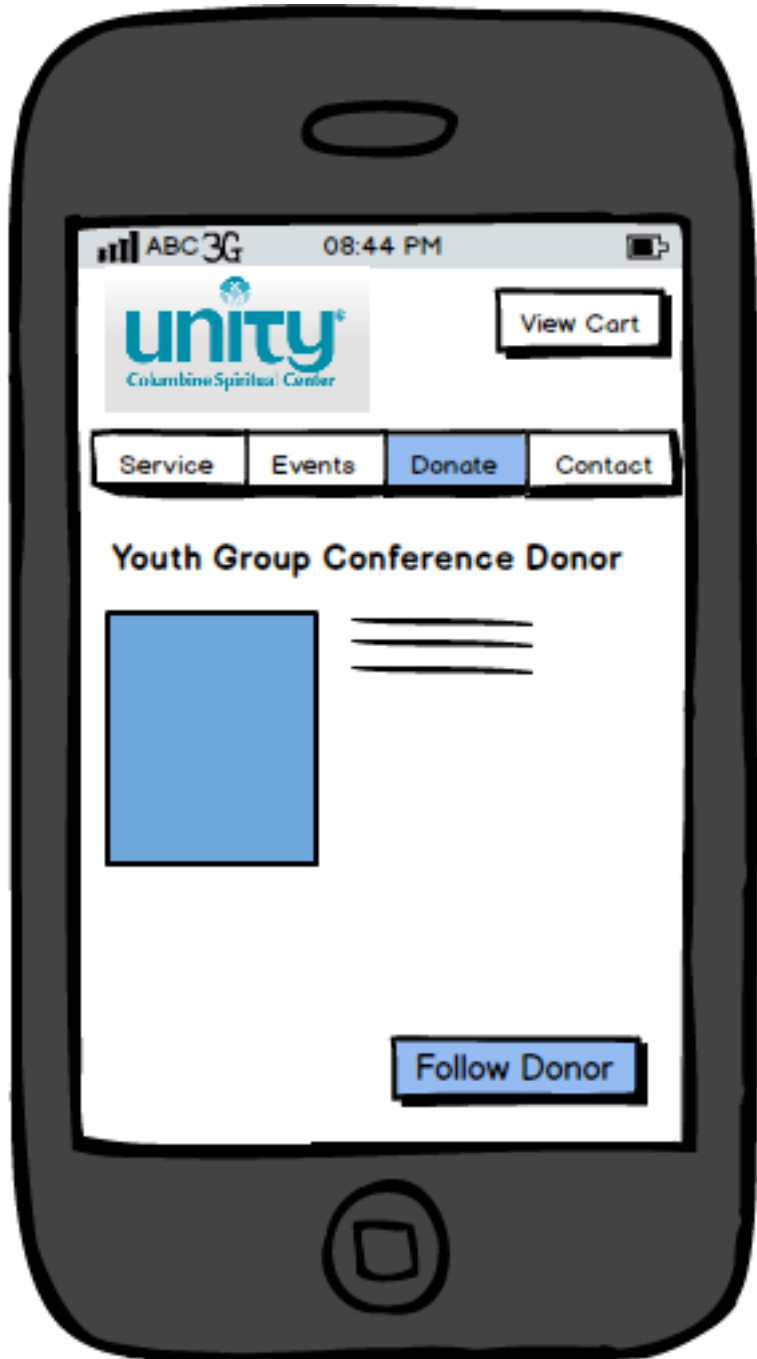 ABC 3G 08:44 PM
unity®
Columbine Spiritual Center
View Cart
Service Events Donate Contact
Youth Group Conference Donor
Follow Donor